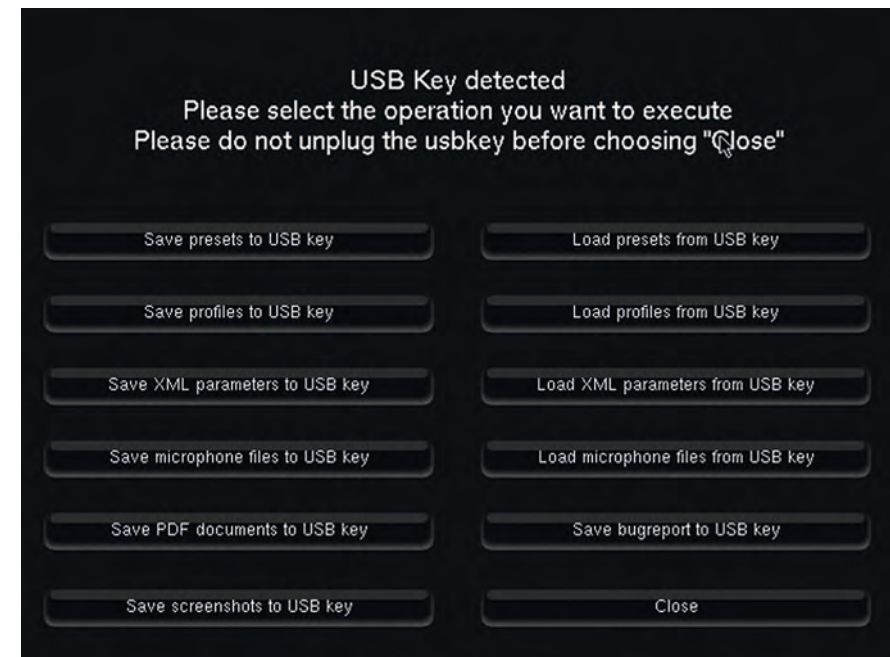 USB Key detected
Please select the operation you want to execute
Please do not unplug the usbkey before choosing "Close"
Save presets to USB key
Load presets from USB key
Save profiles to USB key
Load profiles from USB key
Save XML parameters to USB key
Load XML parameters from USB key
Save microphone files to USB key
Load microphone files from USB key
Save PDF documents to USB key
Save bugreport to USB key
Save screenshots to USB key
Close